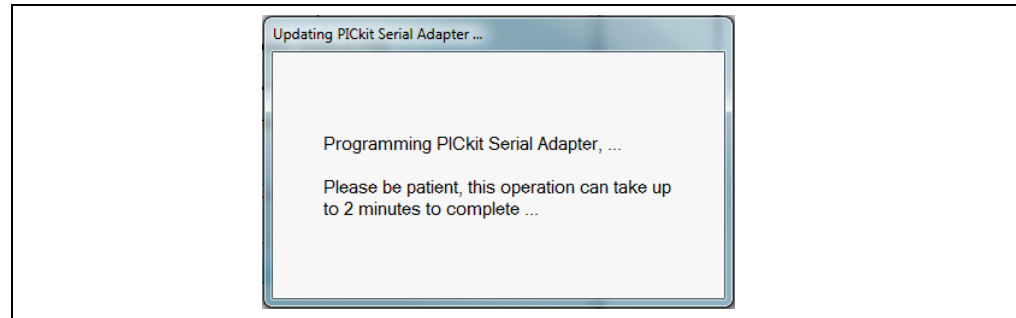 Updating PICkit Serial Adapter ...
Programming PICkit Serial Adapter, ...
Please be patient, this operation can take up
to 2 minutes to complete ...